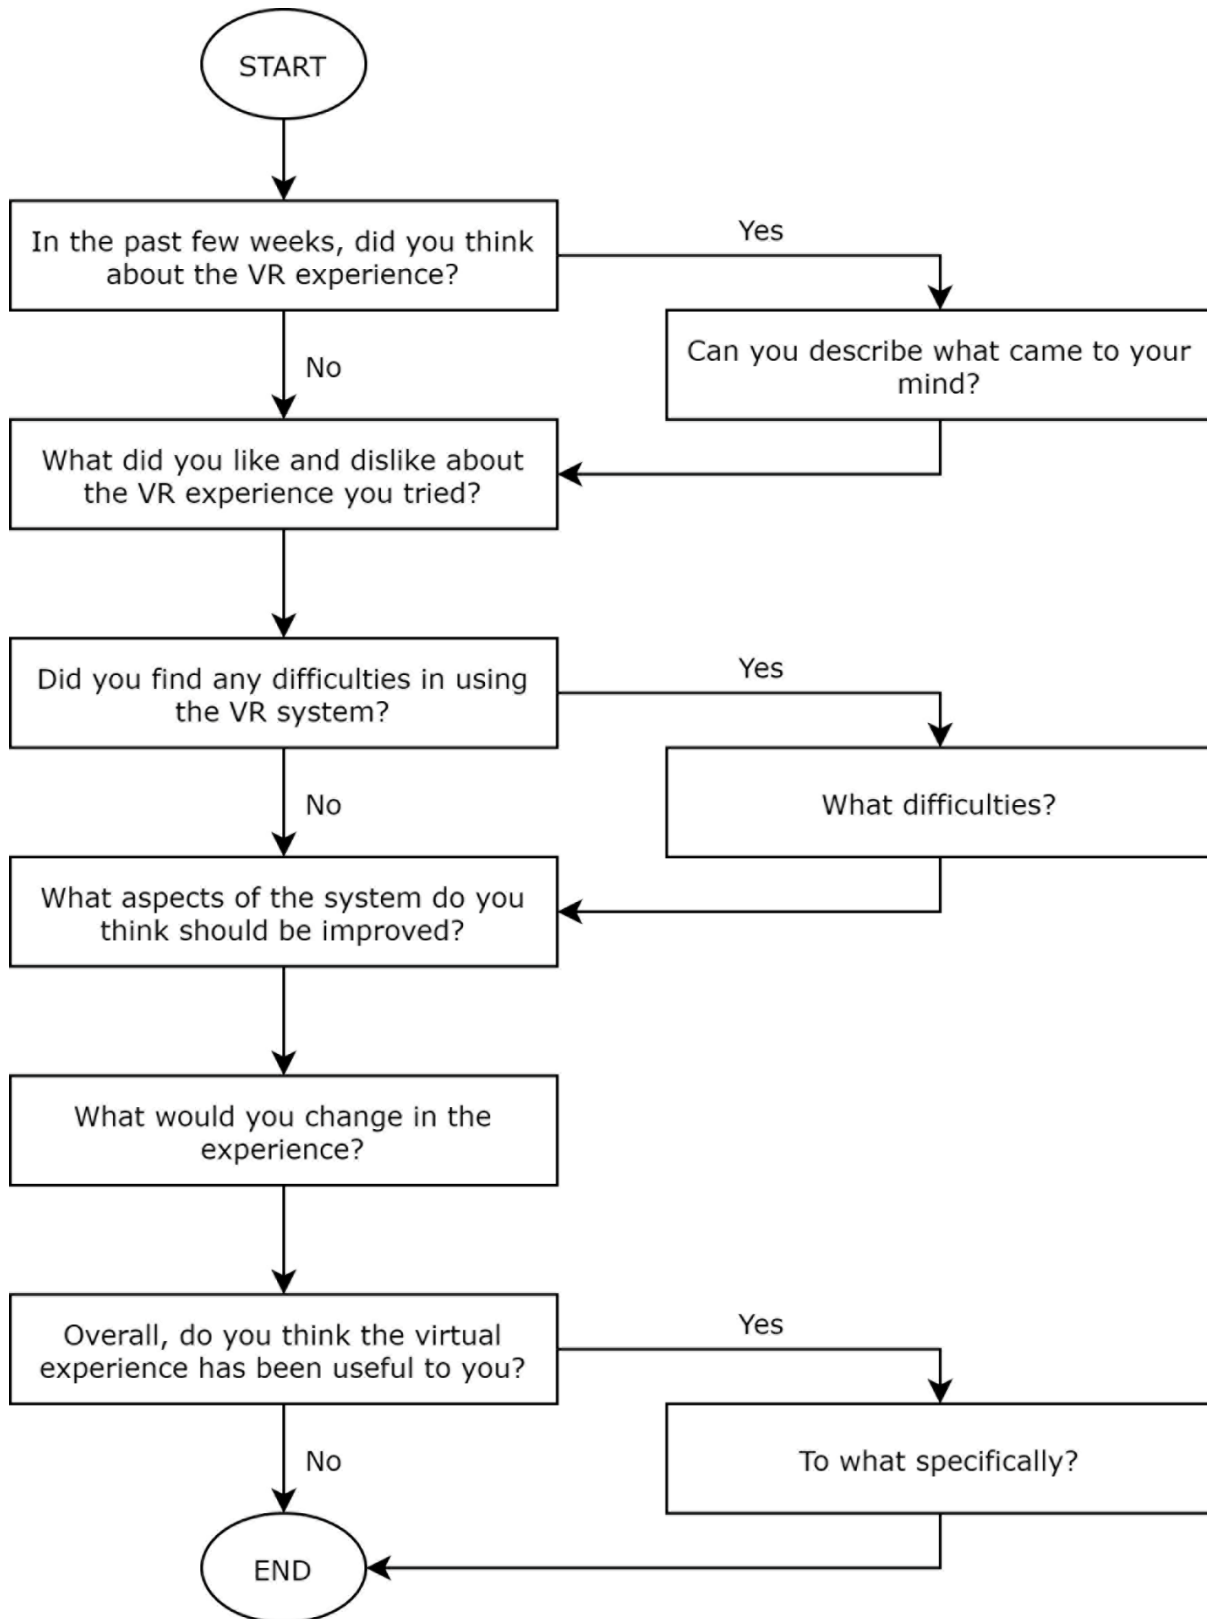 START
In the past few weeks, did you think
about the VR experience?
Yes
Can you describe what came to your
mind?
No
What did you like and dislike about
the VR experience you tried?
Did you find any difficulties in using
the VR system?
Yes
What difficulties?
No
What aspects of the system do you
think should be improved?
What would you change in the
experience?
Overall, do you think the virtual
experience has been useful to you?
Yes
To what specifically?
No
END